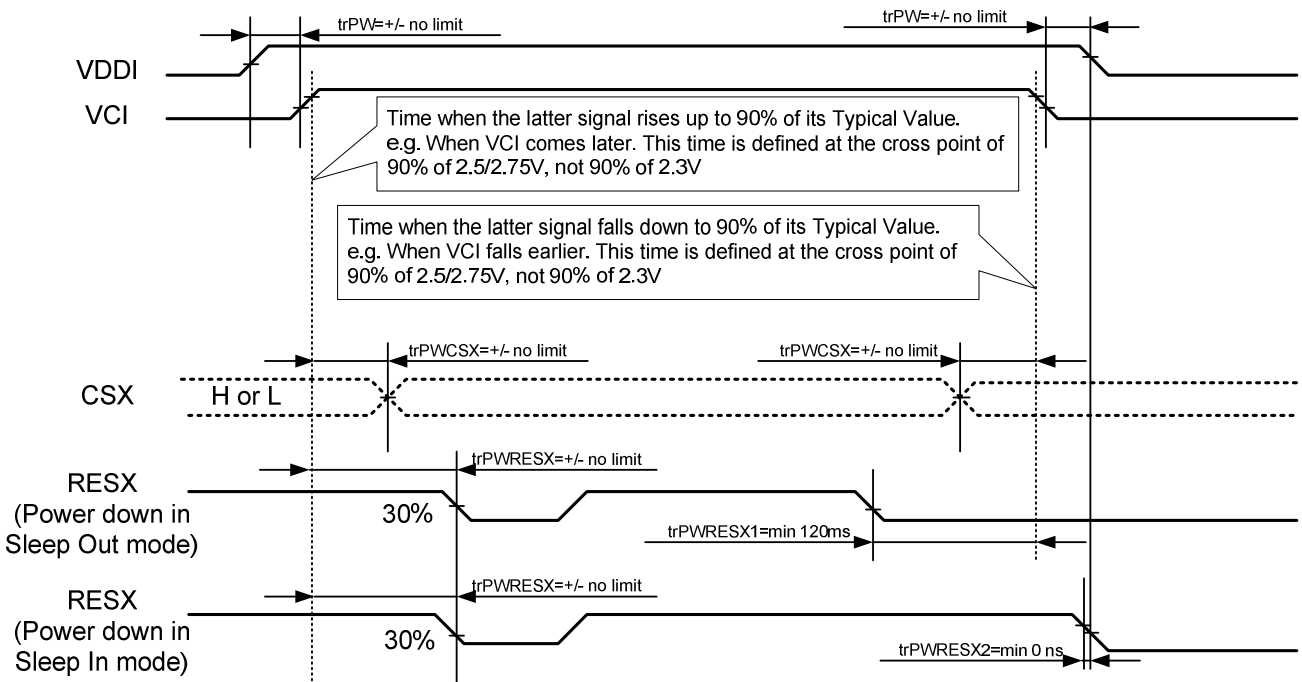 trPW=+/- no limit
trPW=+/- no limit
VDDI
VCI
Time when the latter signal rises up to 90% of its Typical Value.
e.g. When VCI comes later. This time is defined at the cross point of
90% of 2.5/2.75V, not 90% of 2.3V
Time when the latter signal falls down to 90% of its Typical Value.
e.g. When VCI falls earlier. This time is defined at the cross point of
90% of 2.5/2.75V, not 90% of 2.3V
trPWCSX=+/- no limit
trPWCSX=+/- no limit
CSX
H or L
trPWRESX=+/- no limit
RESX
(Power down in
Sleep Out mode)
30%
trPWRESX1=min 120ms
trPWRESX=+/- no limit
RESX
(Power down in
Sleep In mode)
30%
trPWRESX2=min 0 ns